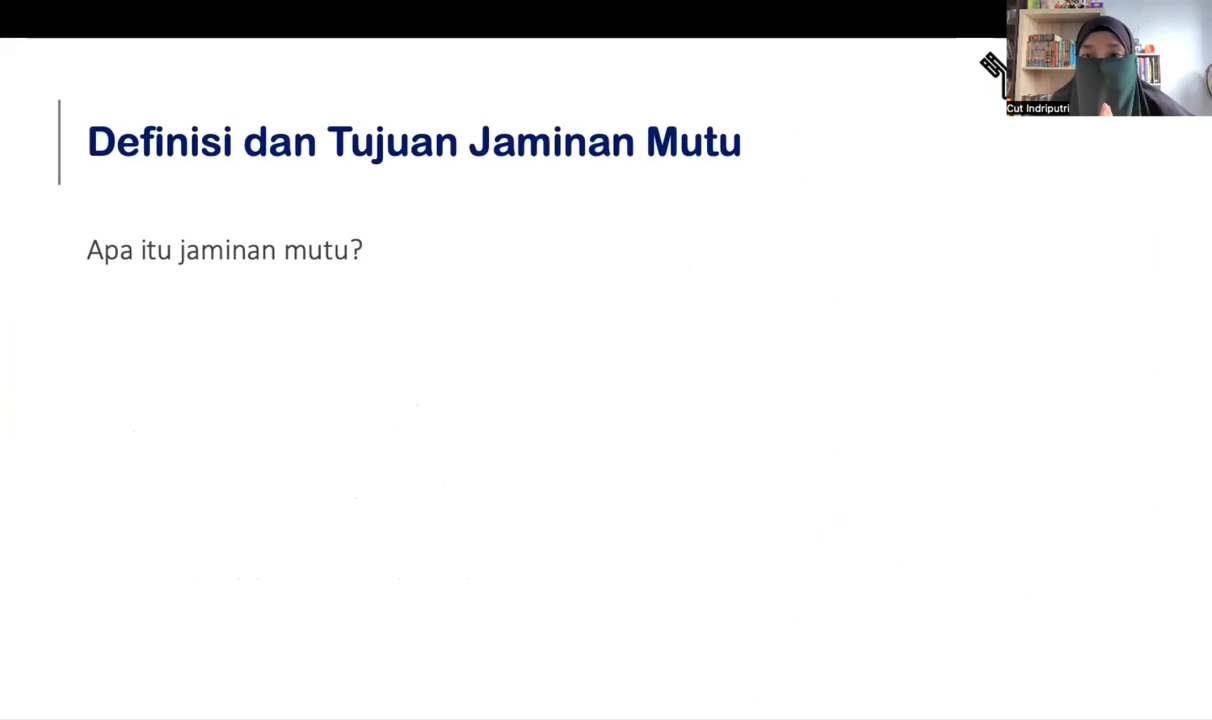 Definisi dan Tujuan Jaminan Mutu
Apa itu jaminan mutu?
Cut Indriputri